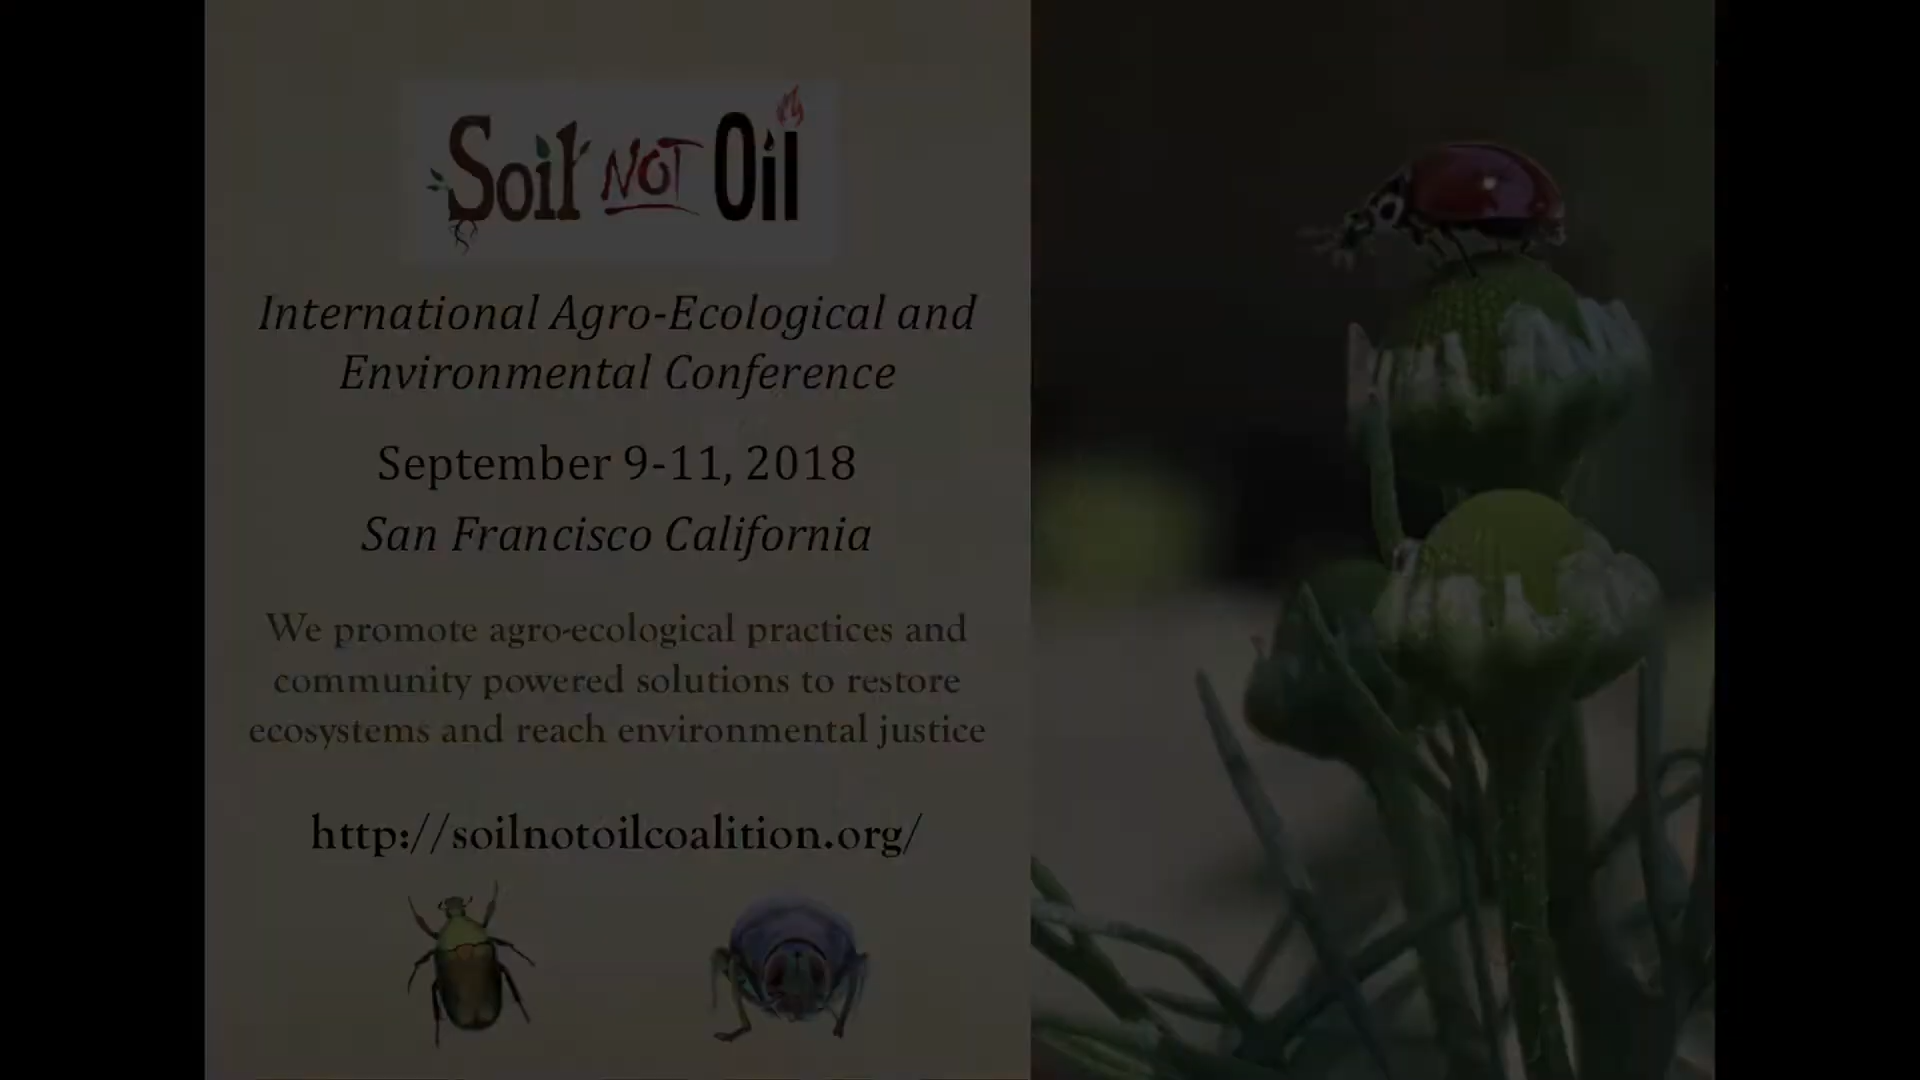 Soil NOT Oil
International Agro-Ecological and
Environmental Conference
September 9-11, 2018
San Francisco California
We promote agro-ecological practices and
community powered solutions to restore
ecosystems and reach environmental justice
http://soilnotoilcoalition.org/